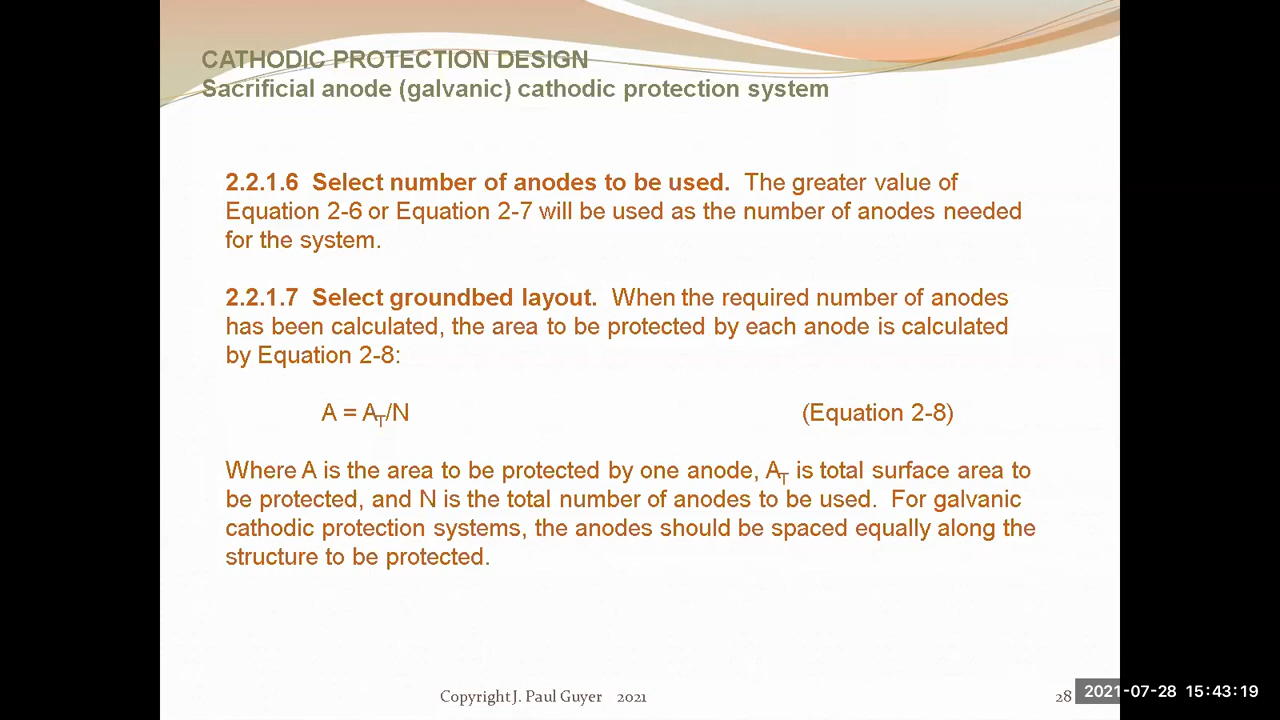 CATHODIC PROTECTION DESIGN
Sacrificial anode (galvanic) cathodic protection system
2.2.1.6 Select number of anodes to be used. The greater value of
Equation 2-6 or Equation 2-7 will be used as the number of anodes needed
for the system.
2.2.1.7 Select groundbed layout. When the required number of anodes
has been calculated, the area to be protected by each anode is calculated
by Equation 2-8:
A = A_T/N (Equation 2-8)
Where A is the area to be protected by one anode, A_T is total surface area to
be protected, and N is the total number of anodes to be used. For galvanic
cathodic protection systems, the anodes should be spaced equally along the
structure to be protected.
Copyright J. Paul Guyer 2021
28
2021-07-28 15:43:19